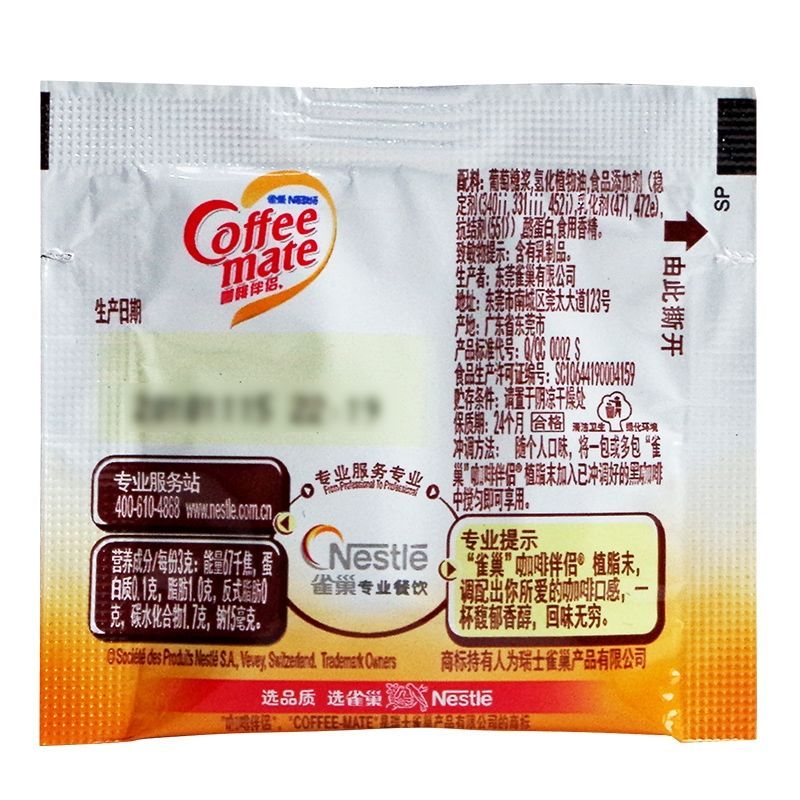 SP
雀巢 Nestlé
Coffee
mate
咖啡伴侣®
生产日期
配料：葡萄糖浆,氢化植物油,食品添加剂（稳
定剂(340ii, 331iii, 452i),乳化剂(471, 472e),
抗结剂(551)）,酪蛋白,食用香精。
致敏物提示：含有乳制品。
生产者：东莞雀巢有限公司
地址：东莞市南城区莞太大道123号
产地：广东省东莞市
产品标准代号：Q/QC 0002 S
食品生产许可证编号：SC10644190004159
贮存条件：请置于阴凉干燥处
保质期：24个月 合格 清洁卫生 绿化环境
冲调方法： 随个人口味，将一包或多包“雀
巢”咖啡伴侣® 植脂末加入已冲调好的黑咖啡
中搅匀即可享用。
由此撕开
专业服务站
400-610-4868 www.nestle.com.cn
营养成分/每份3克：能量67千焦，蛋
白质0.1克，脂肪1.0克，反式脂肪0
克，碳水化合物1.7克，钠15毫克。
专业服务专业
From Professional To Professional
Nestlé
雀巢专业餐饮
专业提示
“雀巢”咖啡伴侣® 植脂末，
调配出你所爱的咖啡口感，一
杯馥郁香醇，回味无穷。
©Société des Produits Nestlé S.A., Vevey, Switzerland. Trademark Owners
商标持有人为瑞士雀巢产品有限公司
选品质 选雀巢 Nestlé
“咖啡伴侣”，“COFFEE-MATE”是瑞士雀巢产品有限公司的商标